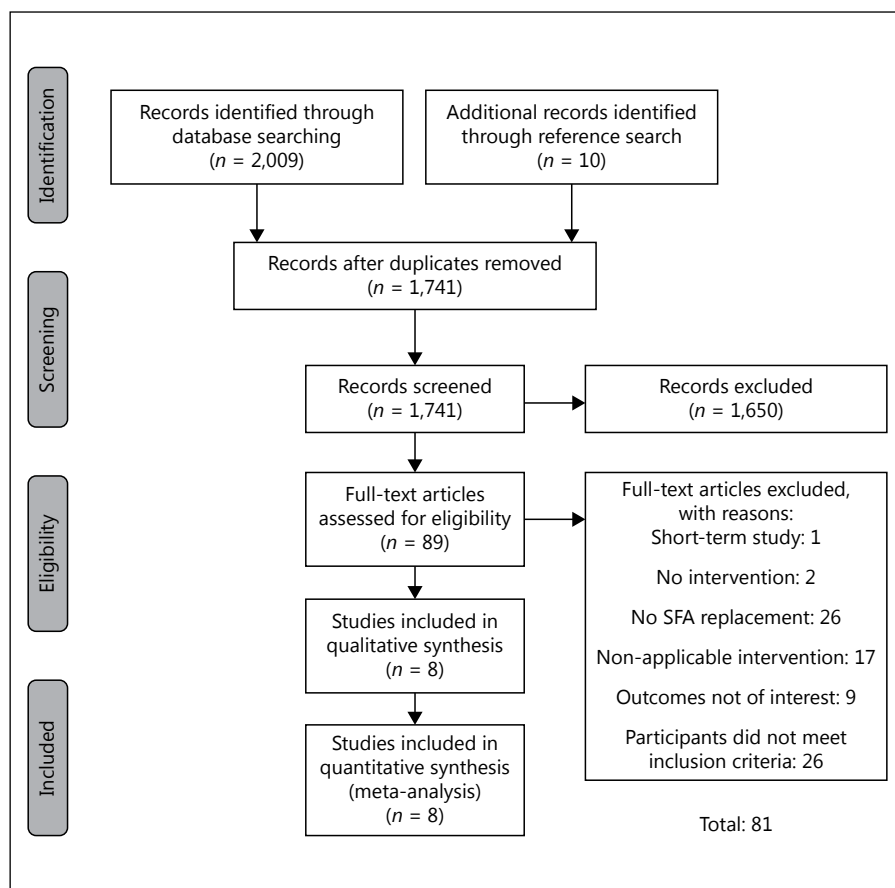 Identification
Records identified through
database searching
(n = 2,009)
Additional records identified
through reference search
(n = 10)
Records after duplicates removed
(n = 1,741)
Screening
Records screened
(n = 1,741)
Records excluded
(n = 1,650)
Eligibility
Full-text articles
assessed for eligibility
(n = 89)
Full-text articles excluded,
with reasons:
Short-term study: 1
No intervention: 2
No SFA replacement: 26
Non-applicable intervention: 17
Outcomes not of interest: 9
Participants did not meet
inclusion criteria: 26
Studies included in
qualitative synthesis
(n = 8)
Included
Studies included in
quantitative synthesis
(meta-analysis)
(n = 8)
Total: 81